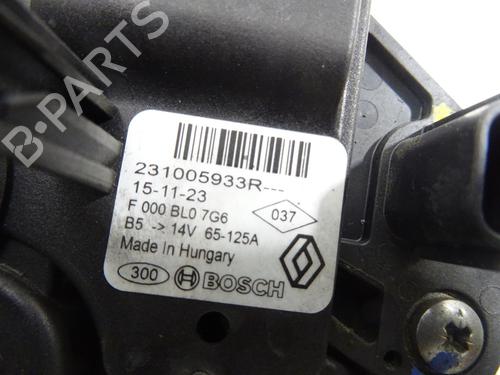 B-PARTS
231005933R---
15-11-23
F 000 BL0 7G6
037
B5 -> 14V 65-125A
Made in Hungary
300 BOSCH